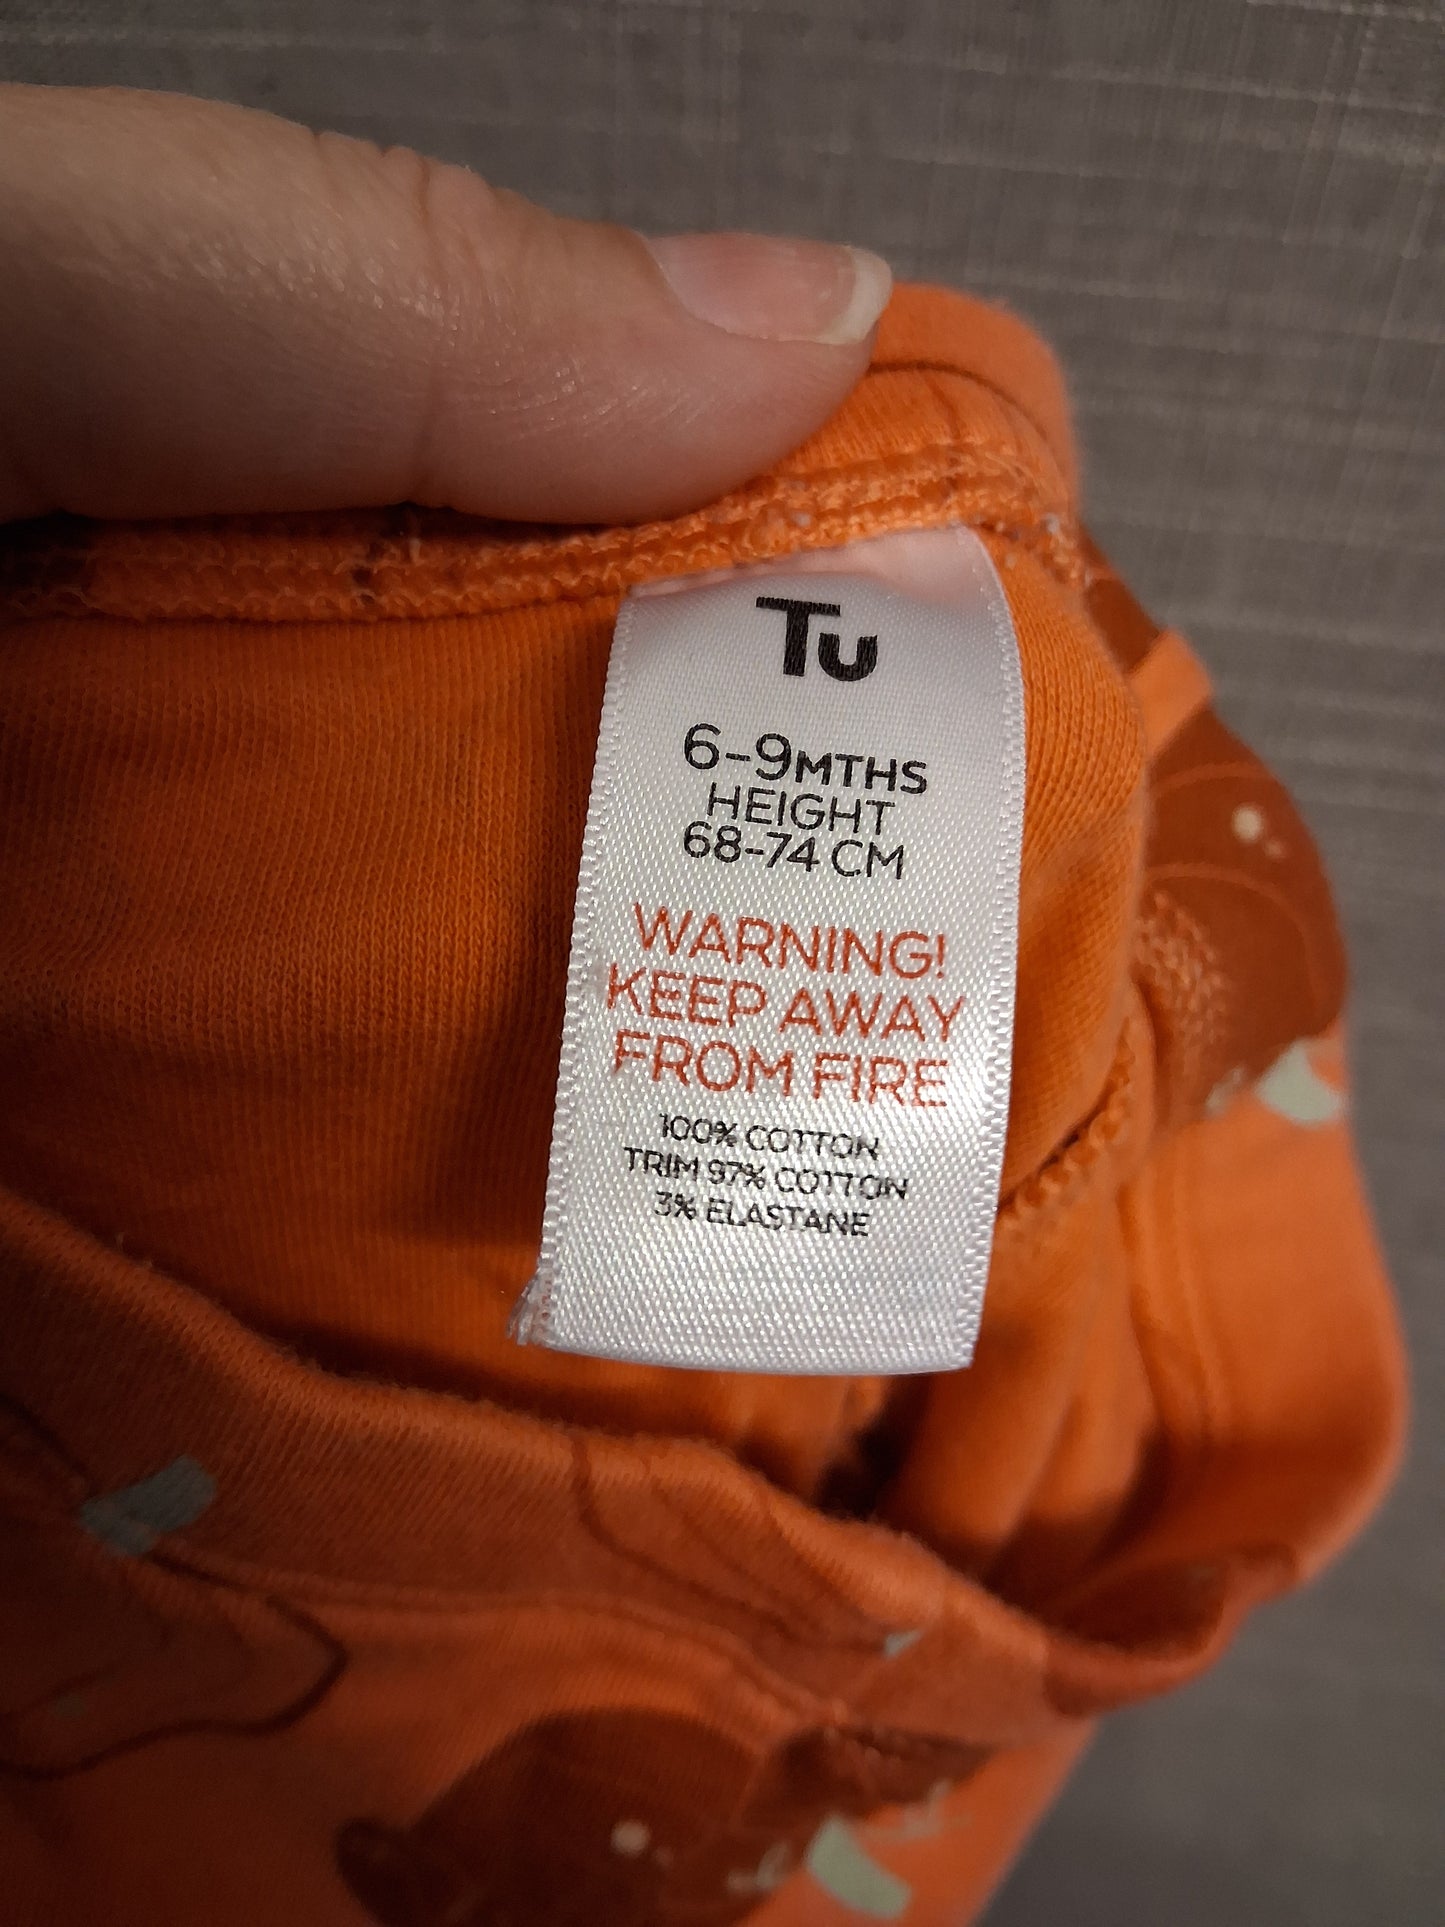 Tu
6-9MTHS
HEIGHT
68-74 CM
WARNING!
KEEP AWAY
FROM FIRE
100% COTTON
TRIM 97% COTTON
3% ELASTANE